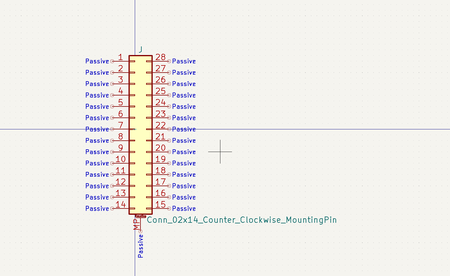 J
Passive 1 28 Passive
Passive 2 27 Passive
Passive 3 26 Passive
Passive 4 25 Passive
Passive 5 24 Passive
Passive 6 23 Passive
Passive 7 22 Passive
Passive 8 21 Passive
Passive 9 20 Passive
Passive 10 19 Passive
Passive 11 18 Passive
Passive 12 17 Passive
Passive 13 16 Passive
Passive 14 15 Passive
MP
Conn_02x14_Counter_Clockwise_MountingPin
Passive